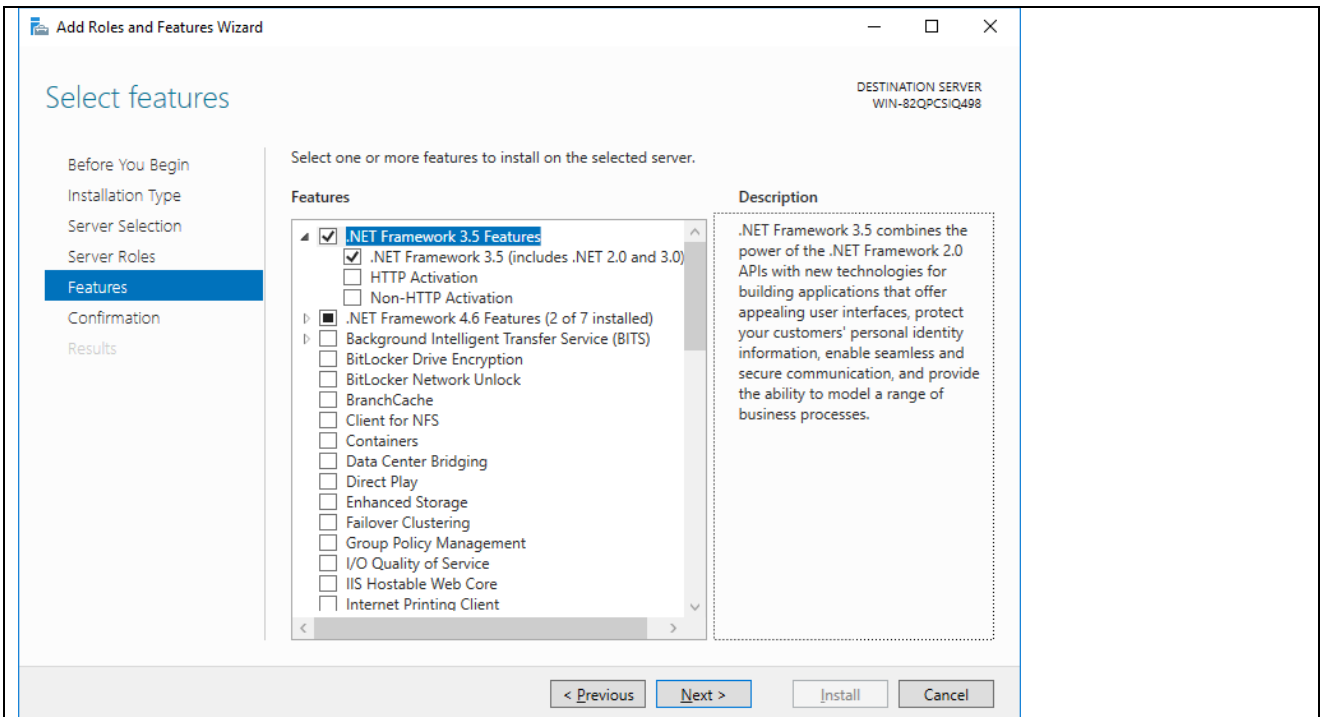 Add Roles and Features Wizard
Select features
DESTINATION SERVER
WIN-82QPCSIQ498
Before You Begin
Installation Type
Server Selection
Server Roles
Features
Confirmation
Results
Select one or more features to install on the selected server.
Features
.NET Framework 3.5 Features
.NET Framework 3.5 (includes .NET 2.0 and 3.0)
HTTP Activation
Non-HTTP Activation
.NET Framework 4.6 Features (2 of 7 installed)
Background Intelligent Transfer Service (BITS)
BitLocker Drive Encryption
BitLocker Network Unlock
BranchCache
Client for NFS
Containers
Data Center Bridging
Direct Play
Enhanced Storage
Failover Clustering
Group Policy Management
I/O Quality of Service
IIS Hostable Web Core
Internet Printing Client
Description
.NET Framework 3.5 combines the
power of the .NET Framework 2.0
APIs with new technologies for
building applications that offer
appealing user interfaces, protect
your customers' personal identity
information, enable seamless and
secure communication, and provide
the ability to model a range of
business processes.
< Previous
Next >
Install
Cancel